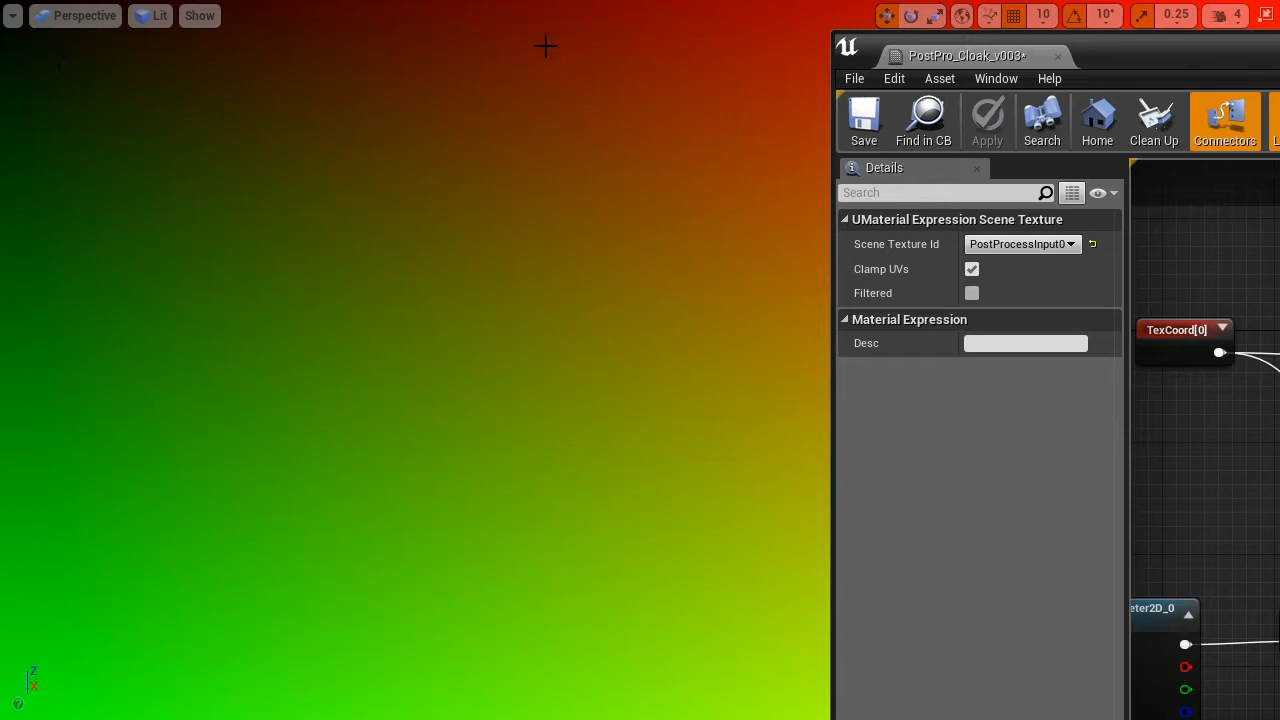 Perspective Lit Show
10 10° 0.25 4
PostPro_Cloak_v003*
File Edit Asset Window Help
Save Find in CB Apply Search Home Clean Up Connectors
Details
Search
UMaterial Expression Scene Texture
Scene Texture Id PostProcessInput0
Clamp UVs
Filtered
Material Expression
Desc
TexCoord[0]
eter2D_0
Z
X